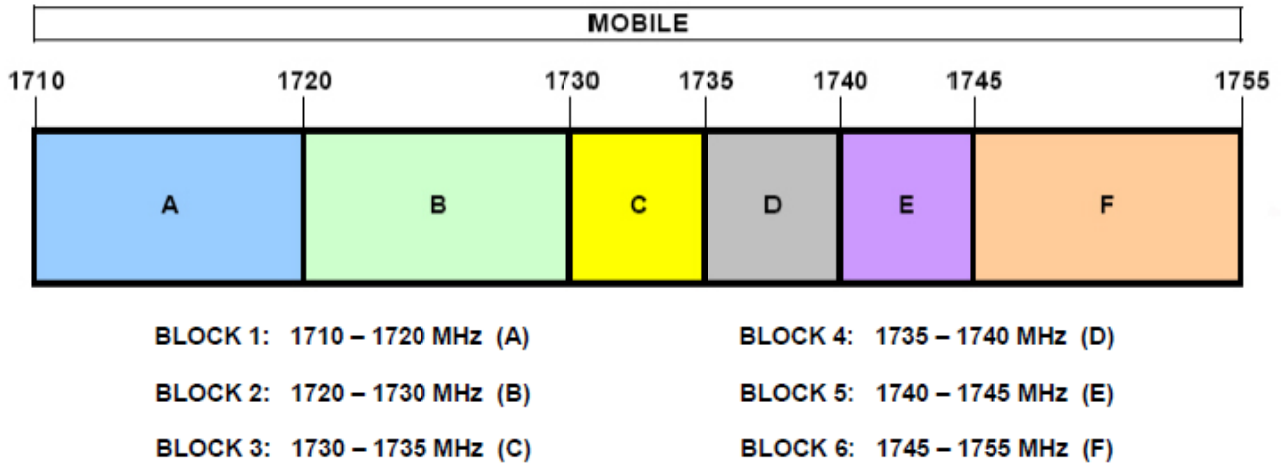 MOBILE
1710 1720 1730 1735 1740 1745 1755
A B C D E F
BLOCK 1: 1710 – 1720 MHz (A)
BLOCK 2: 1720 – 1730 MHz (B)
BLOCK 3: 1730 – 1735 MHz (C)
BLOCK 4: 1735 – 1740 MHz (D)
BLOCK 5: 1740 – 1745 MHz (E)
BLOCK 6: 1745 – 1755 MHz (F)